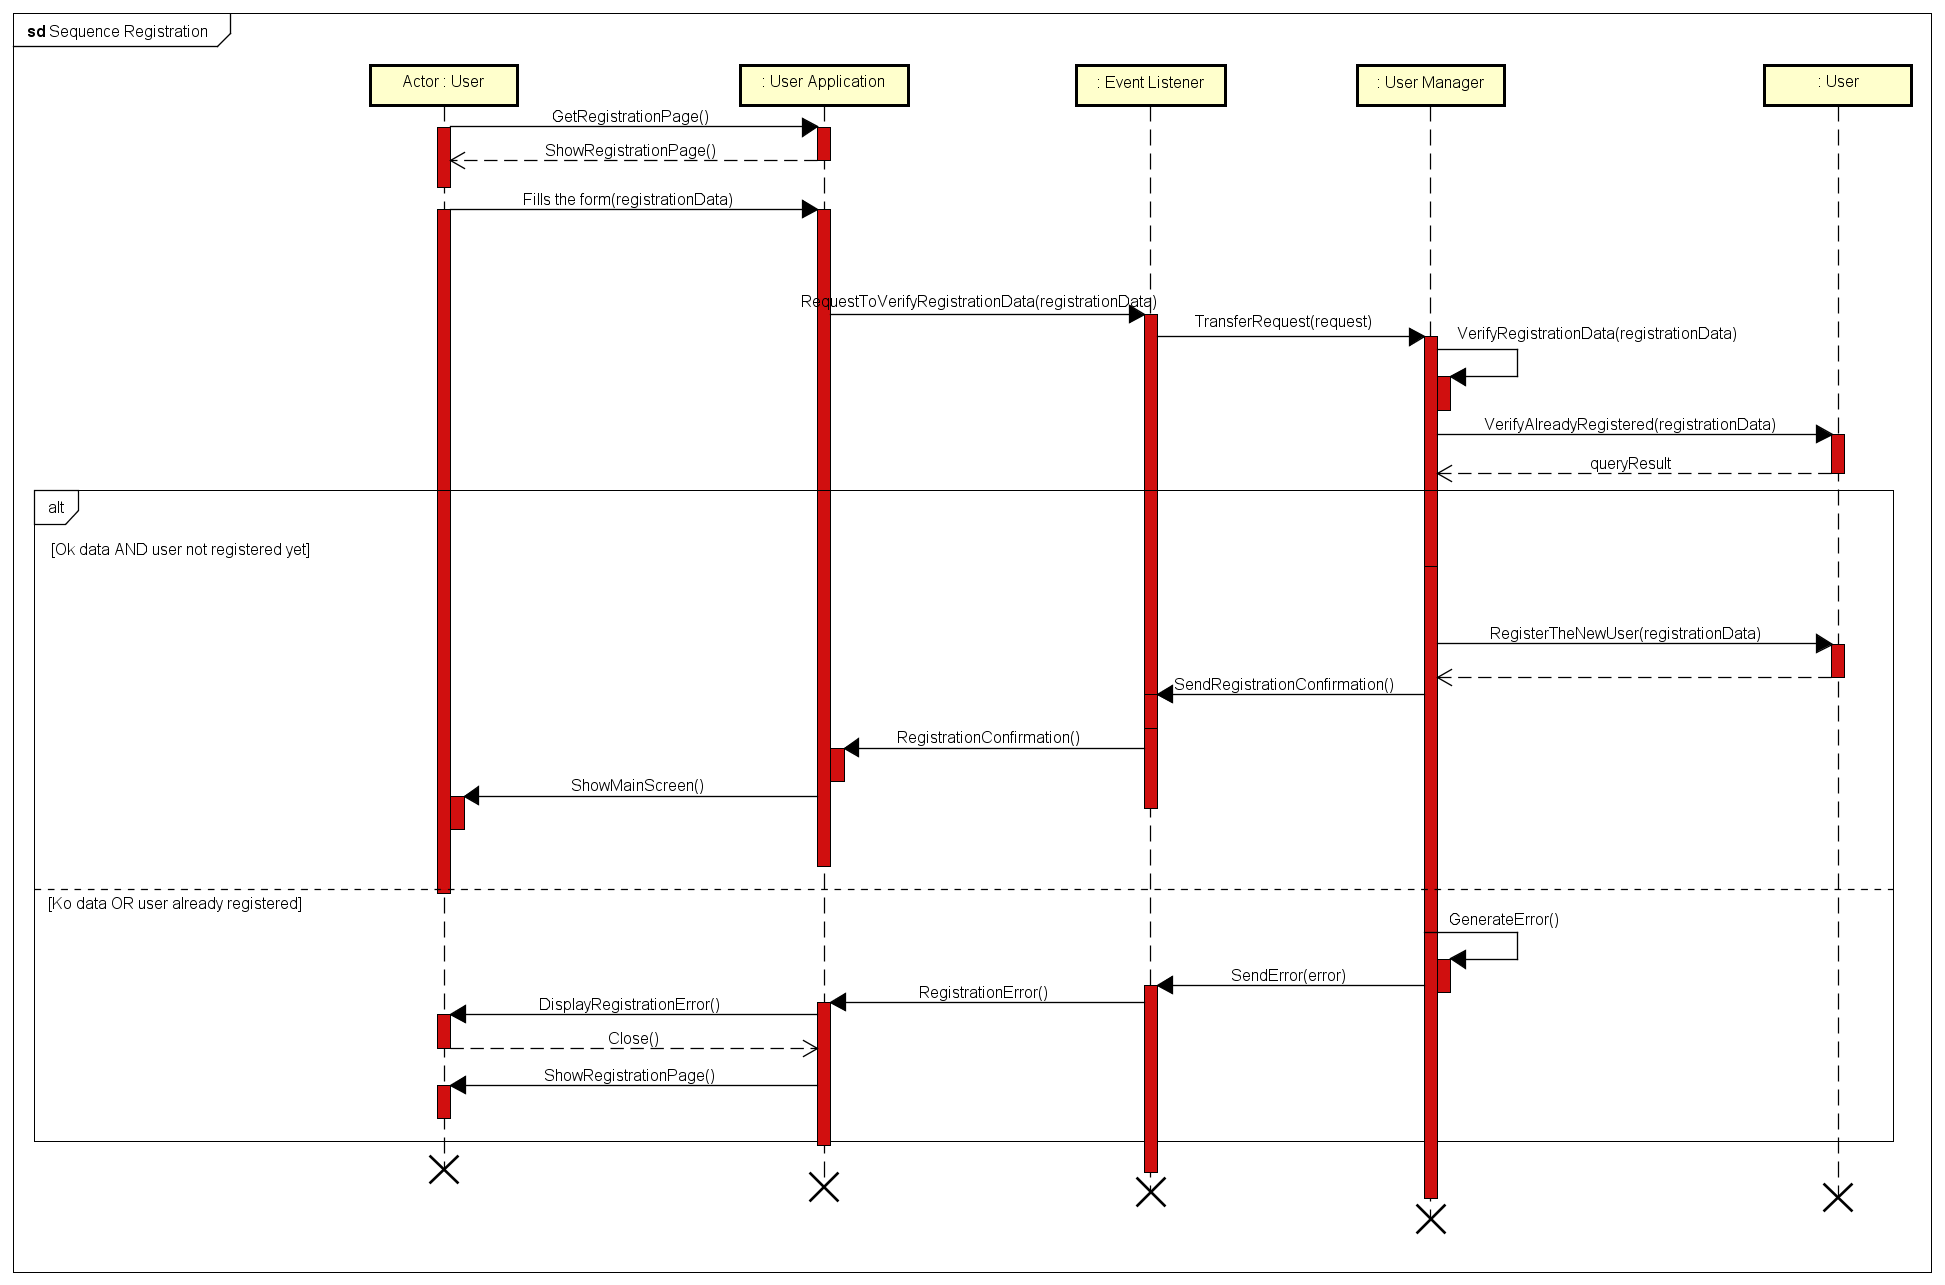 sd Sequence Registration
Actor : User
: User Application
: Event Listener
: User Manager
: User
GetRegistrationPage()
ShowRegistrationPage()
Fills the form(registrationData)
RequestToVerifyRegistrationData(registrationData)
TransferRequest(request)
VerifyRegistrationData(registrationData)
VerifyAlreadyRegistered(registrationData)
queryResult
alt
[Ok data AND user not registered yet]
RegisterTheNewUser(registrationData)
SendRegistrationConfirmation()
RegistrationConfirmation()
ShowMainScreen()
[Ko data OR user already registered]
GenerateError()
SendError(error)
RegistrationError()
DisplayRegistrationError()
Close()
ShowRegistrationPage()